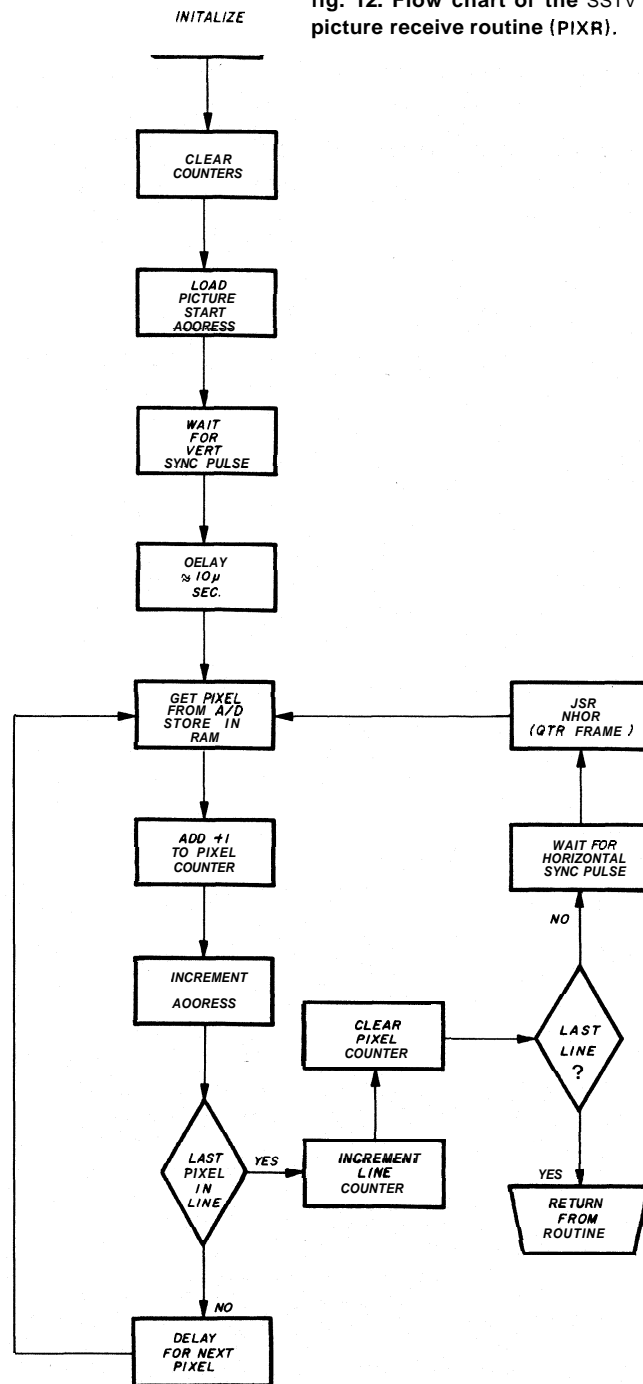 fig. 12. Flow chart of the SSTV
picture receive routine (PIXR).
INITALIZE
CLEAR
COUNTERS
LOAD
PICTURE
START
AOORESS
WAIT
FOR
VERT
SYNC PULSE
OELAY
≈ 10μ
SEC.
GET PIXEL
FROM A/D
STORE IN
RAM
ADD +1
TO PIXEL
COUNTER
INCREMENT
AOORESS
LAST
PIXEL
IN
LINE
YES
NO
DELAY
FOR NEXT
PIXEL
INCREMENT
LINE
COUNTER
CLEAR
PIXEL
COUNTER
LAST
LINE
?
NO
YES
WAIT FOR
HORIZONTAL
SYNC PULSE
JSR
NHOR
(QTR FRAME)
RETURN
FROM
ROUTINE